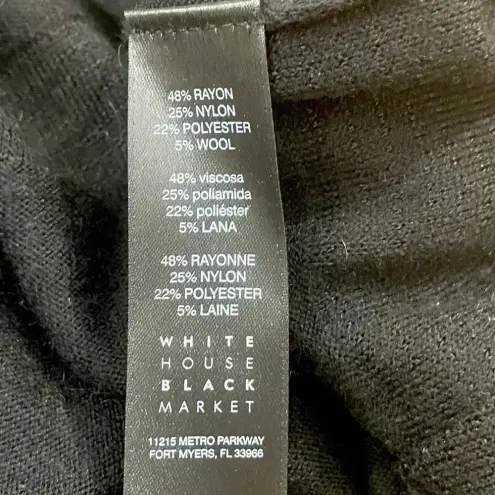 48% RAYON
25% NYLON
22% POLYESTER
5% WOOL
48% viscosa
25% poliamida
22% poliéster
5% LANA
48% RAYONNE
25% NYLON
22% POLYESTER
5% LAINE
WHITE
HOUSE
BLACK
MARKET
11215 METRO PARKWAY
FORT MYERS, FL 33966